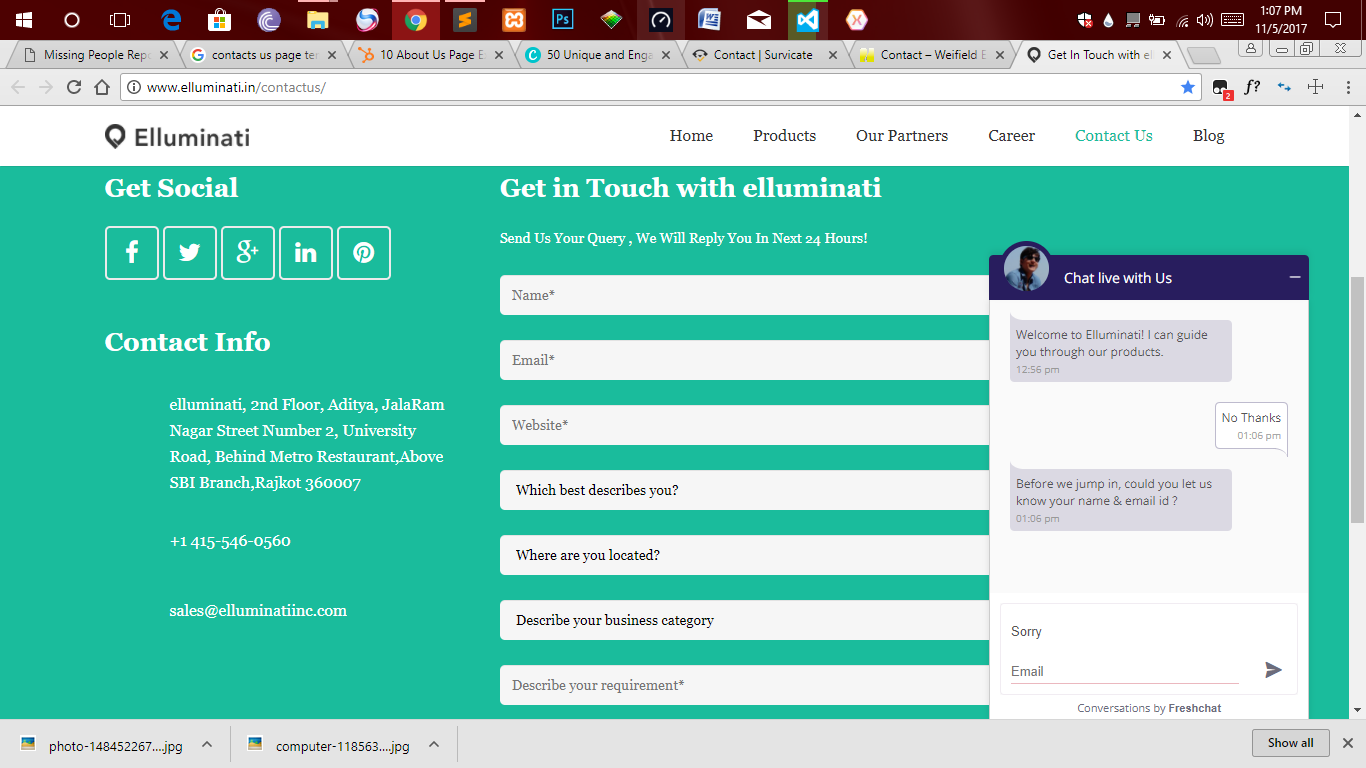 1:07 PM
11/5/2017
Missing People Repo
contacts us page ter
10 About Us Page E
50 Unique and Enga
Contact | Survicate
Contact – Weifield E
Get In Touch with el
www.elluminati.in/contactus/
2
f?
Elluminati
Home
Products
Our Partners
Career
Contact Us
Blog
Get Social
Contact Info
elluminati, 2nd Floor, Aditya, JalaRam
Nagar Street Number 2, University
Road, Behind Metro Restaurant,Above
SBI Branch,Rajkot 360007
+1 415-546-0560
sales@elluminatiinc.com
Get in Touch with elluminati
Send Us Your Query , We Will Reply You In Next 24 Hours!
Name*
Email*
Website*
Which best describes you?
Where are you located?
Describe your business category
Describe your requirement*
Chat live with Us
Welcome to Elluminati! I can guide
you through our products.
12:56 pm
No Thanks
01:06 pm
Before we jump in, could you let us
know your name & email id ?
01:06 pm
Sorry
Email
Conversations by Freshchat
photo-148452267....jpg
computer-118563....jpg
Show all